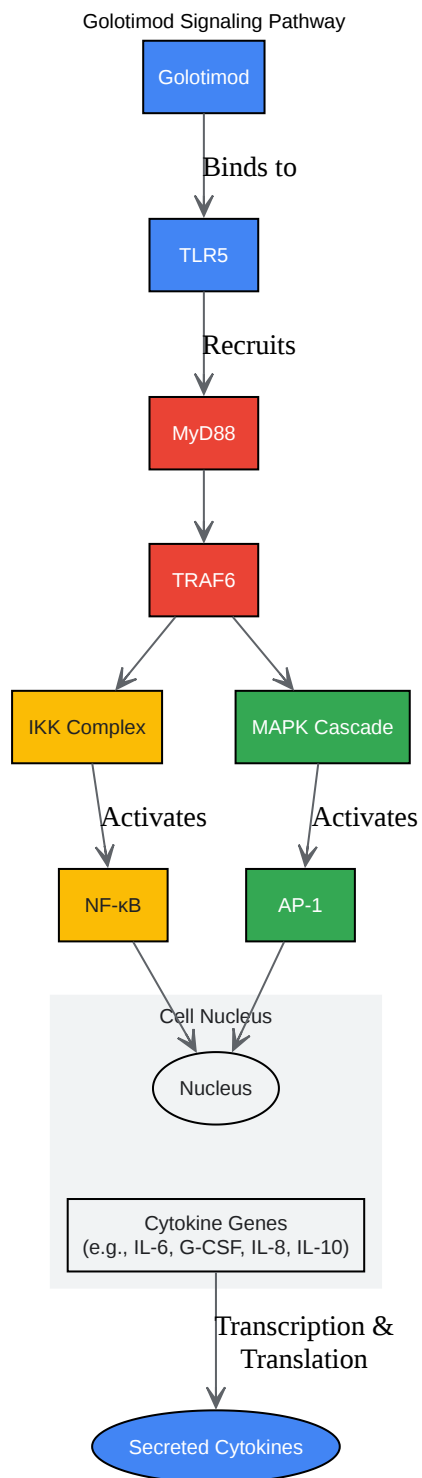 Golotimod Signaling Pathway
Golotimod
Binds to
TLR5
Recruits
MyD88
TRAF6
IKK Complex
MAPK Cascade
Activates
Activates
NF-κB
AP-1
Cell Nucleus
Nucleus
Cytokine Genes
(e.g., IL-6, G-CSF, IL-8, IL-10)
Transcription &
Translation
Secreted Cytokines